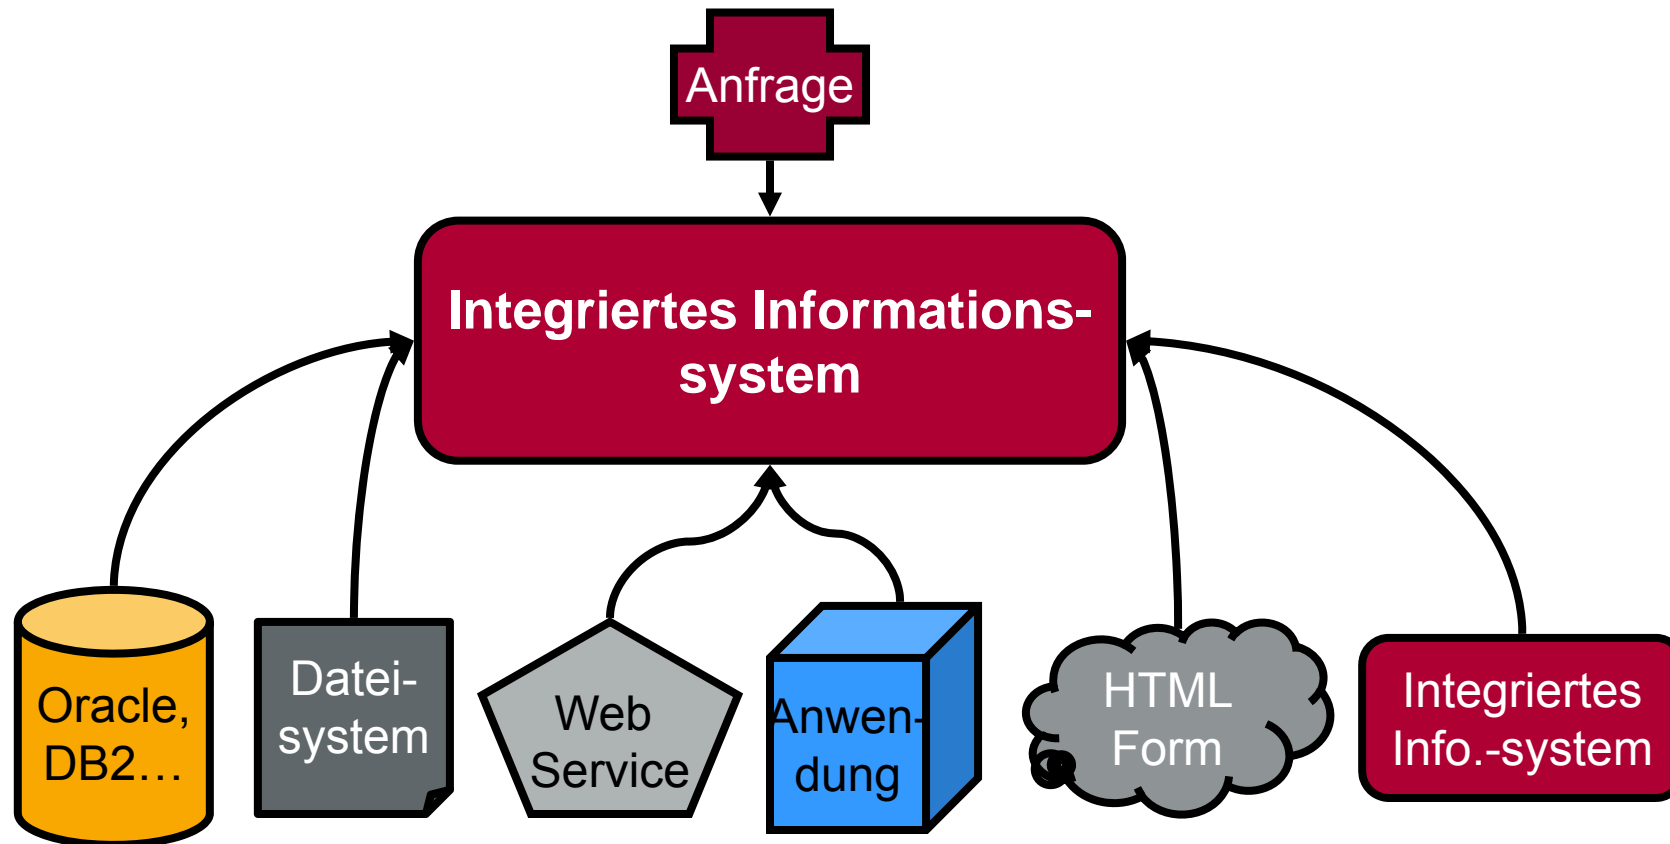 Anfrage
Integriertes Informations-
system
Oracle,
DB2…
Datei-
system
Web
Service
Anwen-
dung
HTML
Form
Integriertes
Info.-system